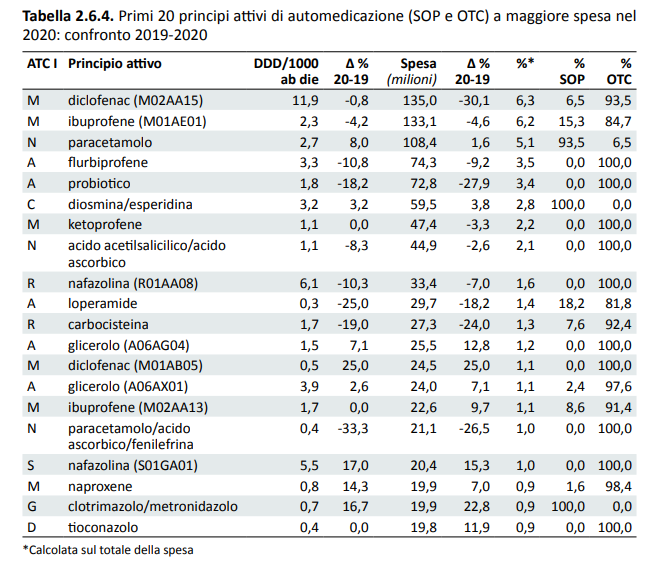 Tabella 2.6.4. Primi 20 principi attivi di automedicazione (SOP e OTC) a maggiore spesa nel
2020: confronto 2019-2020
ATC I Principio attivo DDD/1000 Δ % Spesa Δ % %* % %
ab die 20-19 (milioni) 20-19 SOP OTC
M diclofenac (M02AA15) 11,9 -0,8 135,0 -30,1 6,3 6,5 93,5
M ibuprofene (M01AE01) 2,3 -4,2 133,1 -4,6 6,2 15,3 84,7
N paracetamolo 2,7 8,0 108,4 1,6 5,1 93,5 6,5
A flurbiprofene 3,3 -10,8 74,3 -9,2 3,5 0,0 100,0
A probiotico 1,8 -18,2 72,8 -27,9 3,4 0,0 100,0
C diosmina/esperidina 3,2 3,2 59,5 3,8 2,8 100,0 0,0
M ketoprofene 1,1 0,0 47,4 -3,3 2,2 0,0 100,0
N acido acetilsalicilico/acido 1,1 -8,3 44,9 -2,6 2,1 0,0 100,0
ascorbico
R nafazolina (R01AA08) 6,1 -10,3 33,4 -7,0 1,6 0,0 100,0
A loperamide 0,3 -25,0 29,7 -18,2 1,4 18,2 81,8
R carbocisteina 1,7 -19,0 27,3 -24,0 1,3 7,6 92,4
A glicerolo (A06AG04) 1,5 7,1 25,5 12,8 1,2 0,0 100,0
M diclofenac (M01AB05) 0,5 25,0 24,5 25,0 1,1 0,0 100,0
A glicerolo (A06AX01) 3,9 2,6 24,0 7,1 1,1 2,4 97,6
M ibuprofene (M02AA13) 1,7 0,0 22,6 9,7 1,1 8,6 91,4
N paracetamolo/acido 0,4 -33,3 21,1 -26,5 1,0 0,0 100,0
ascorbico/fenilefrina
S nafazolina (S01GA01) 5,5 17,0 20,4 15,3 1,0 0,0 100,0
M naproxene 0,8 14,3 19,9 7,0 0,9 1,6 98,4
G clotrimazolo/metronidazolo 0,7 16,7 19,9 22,8 0,9 100,0 0,0
D tioconazolo 0,4 0,0 19,8 11,9 0,9 0,0 100,0
*Calcolata sul totale della spesa